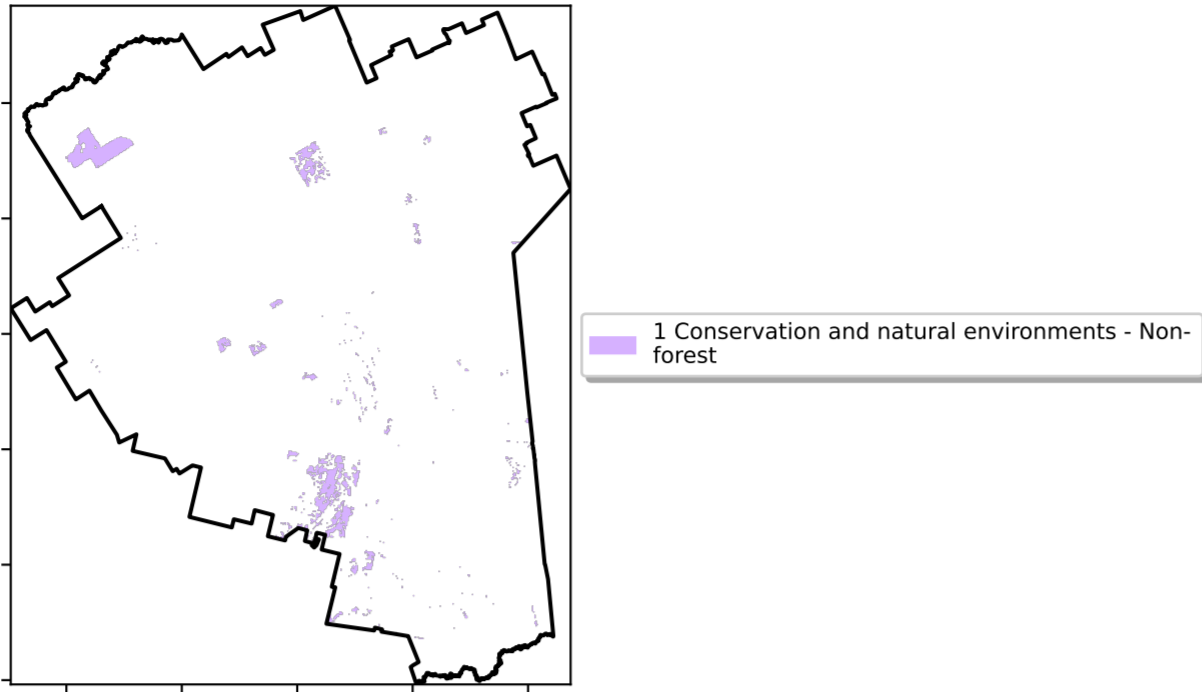 1 Conservation and natural environments - Non-
forest